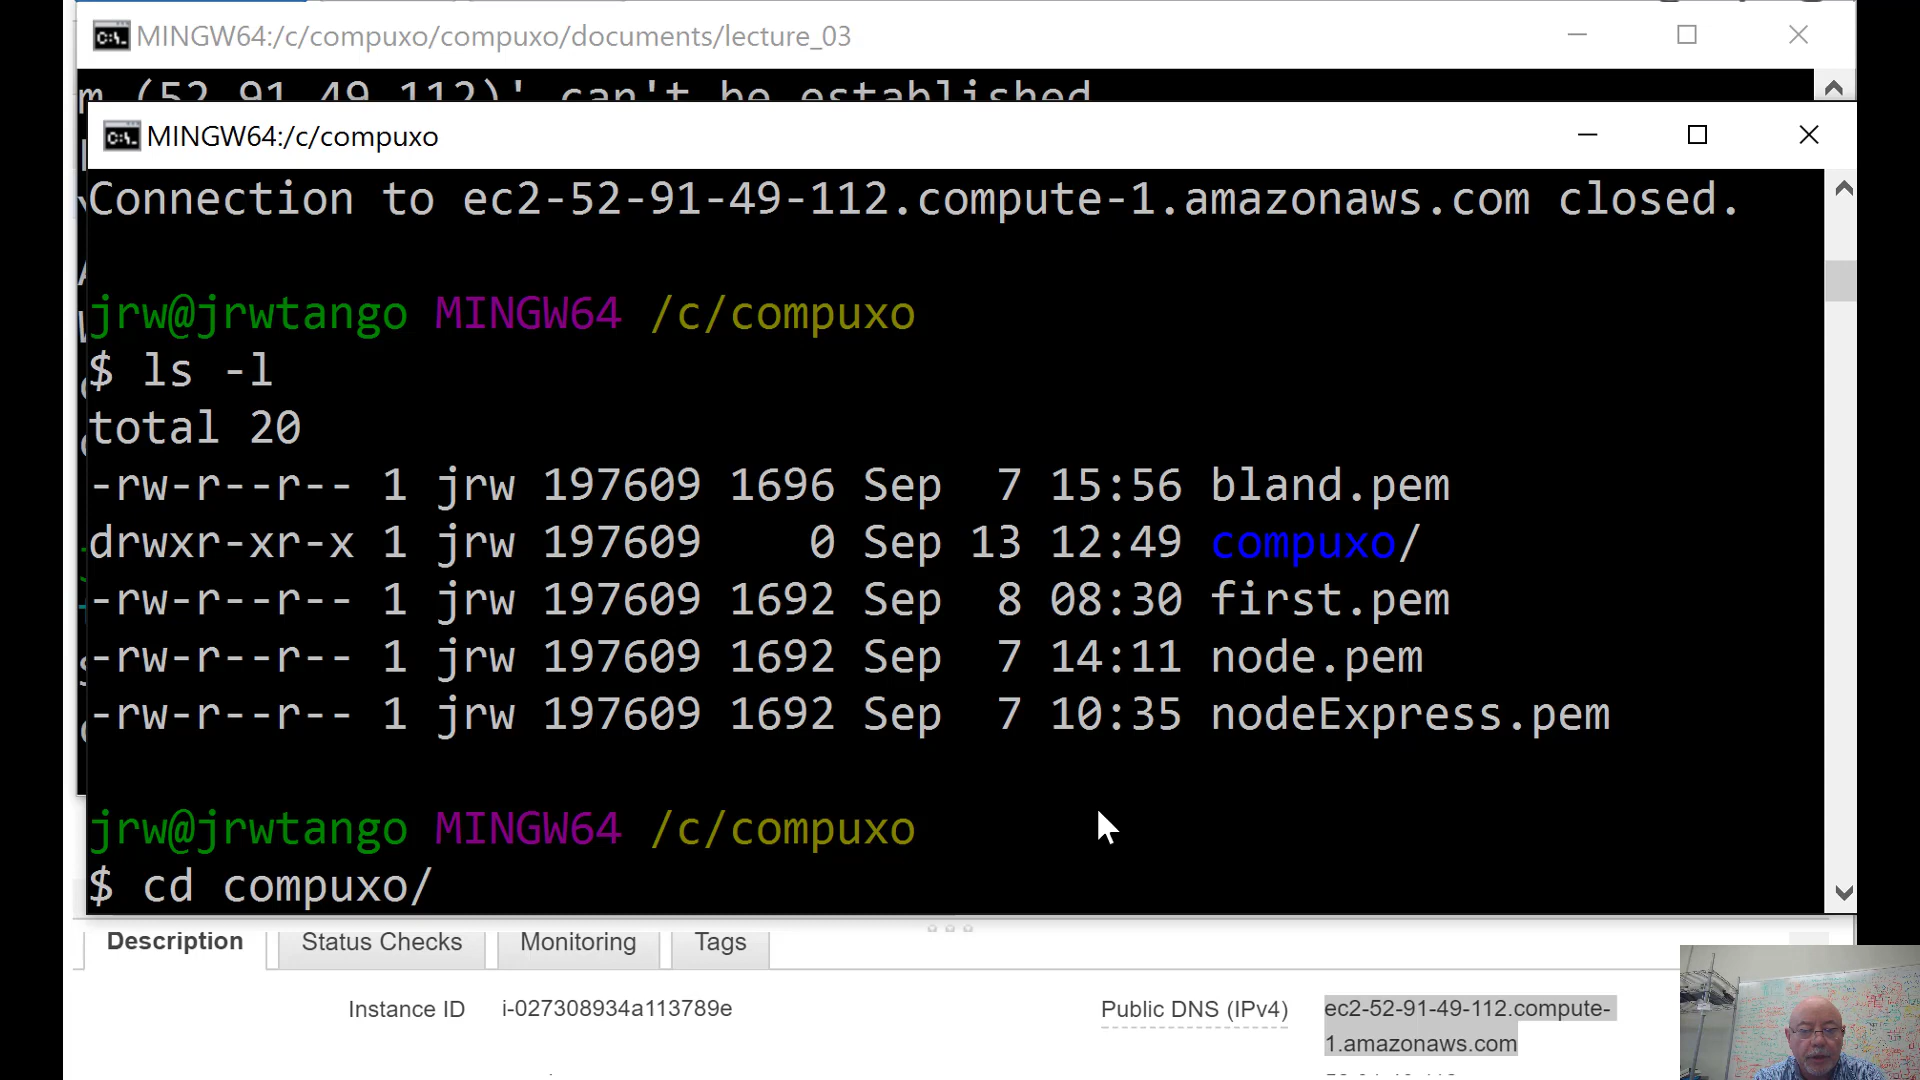 MINGW64:/c/compuxo/compuxo/documents/lecture_03
m (52.91.49.112)' can't be established
MINGW64:/c/compuxo
Connection to ec2-52-91-49-112.compute-1.amazonaws.com closed.
jrw@jrwtango MINGW64 /c/compuxo
$ ls -l
total 20
-rw-r--r-- 1 jrw 197609 1696 Sep  7 15:56 bland.pem
drwxr-xr-x 1 jrw 197609    0 Sep 13 12:49 compuxo/
-rw-r--r-- 1 jrw 197609 1692 Sep  8 08:30 first.pem
-rw-r--r-- 1 jrw 197609 1692 Sep  7 14:11 node.pem
-rw-r--r-- 1 jrw 197609 1692 Sep  7 10:35 nodeExpress.pem
jrw@jrwtango MINGW64 /c/compuxo
$ cd compuxo/
Description Status Checks Monitoring Tags
Instance ID i-027308934a113789e Public DNS (IPv4) ec2-52-91-49-112.compute-
1.amazonaws.com